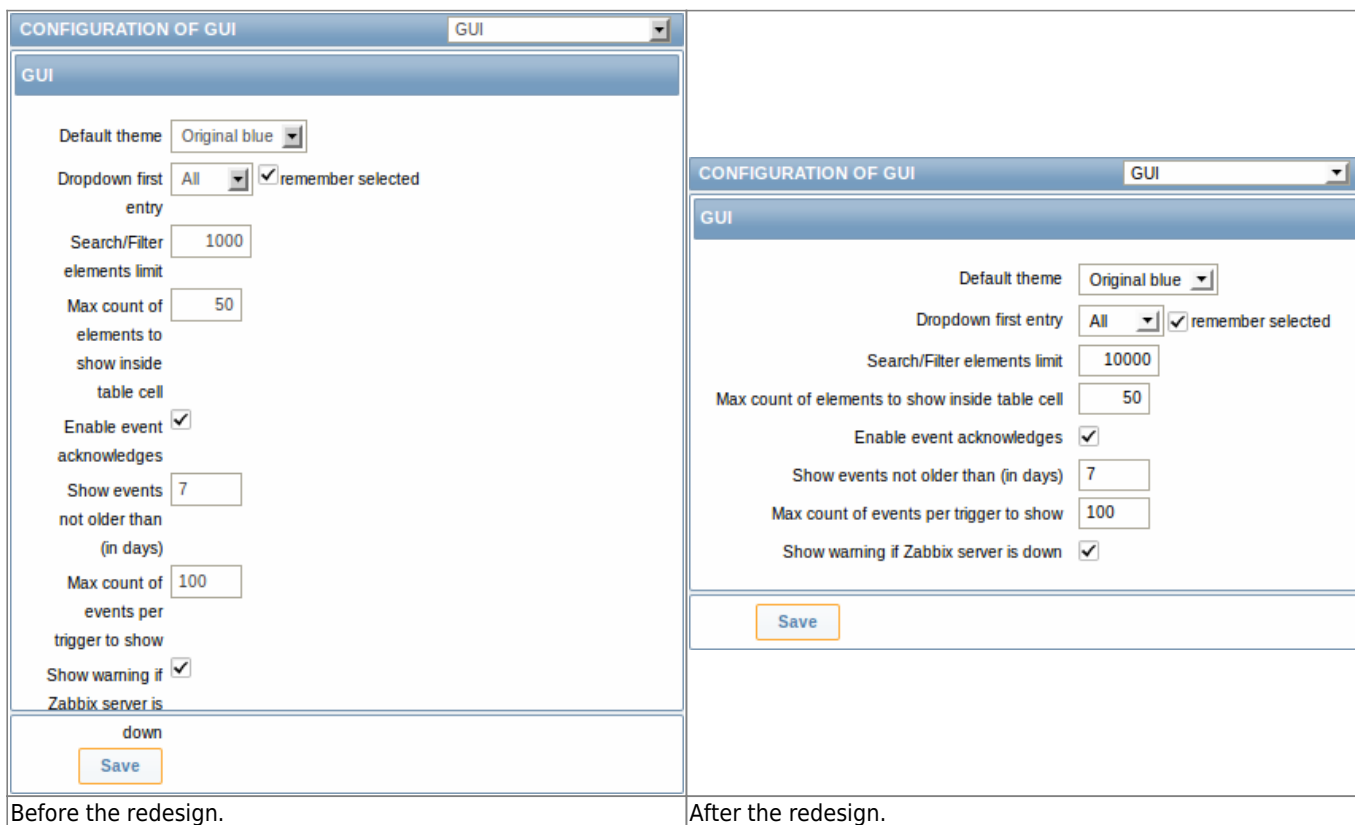 CONFIGURATION OF GUI GUI
GUI
Default theme Original blue
Dropdown first All remember selected
entry
Search/Filter 1000
elements limit
Max count of 50
elements to
show inside
table cell
Enable event
acknowledges
Show events 7
not older than
(in days)
Max count of 100
events per
trigger to show
Show warning if
Zabbix server is
down
Save
Before the redesign.
CONFIGURATION OF GUI GUI
GUI
Default theme Original blue
Dropdown first entry All remember selected
Search/Filter elements limit 10000
Max count of elements to show inside table cell 50
Enable event acknowledges
Show events not older than (in days) 7
Max count of events per trigger to show 100
Show warning if Zabbix server is down
Save
After the redesign.